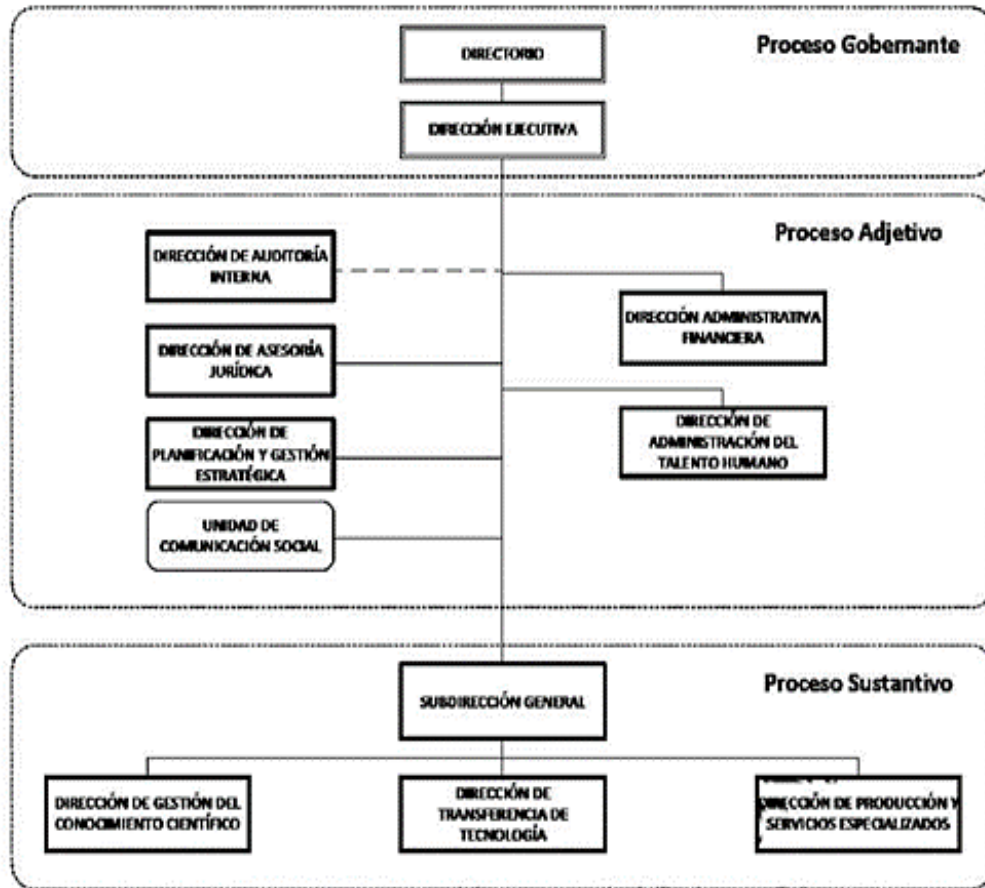 Proceso Gobernante
DIRECTORIO
DIRECCIÓN EJECUTIVA
Proceso Adjetivo
DIRECCIÓN DE AUDITORÍA
INTERNA
DIRECCIÓN ADMINISTRATIVA
FINANCIERA
DIRECCIÓN DE ASESORÍA
JURÍDICA
DIRECCIÓN DE
ADMINISTRACIÓN DEL
TALENTO HUMANO
DIRECCIÓN DE
PLANIFICACIÓN Y GESTIÓN
ESTRATÉGICA
UNIDAD DE
COMUNICACIÓN SOCIAL
Proceso Sustantivo
SUBDIRECCIÓN GENERAL
DIRECCIÓN DE GESTIÓN DEL
CONOCIMIENTO CIENTÍFICO
DIRECCIÓN DE
TRANSFERENCIA DE
TECNOLOGÍA
DIRECCIÓN DE PRODUCCIÓN Y
SERVICIOS ESPECIALIZADOS